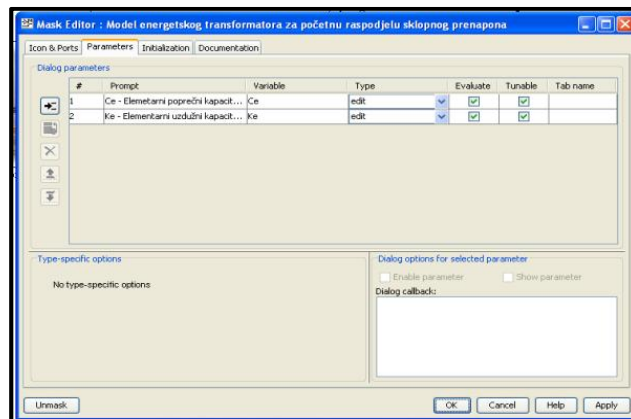 Mask Editor : Model energetskog transformatora za početnu raspodjelu sklopnog prenapona
Icon & Ports Parameters Initialization Documentation
Dialog parameters
# Prompt Variable Type Evaluate Tunable Tab name
1 Ce - Elemetarni poprečni kapacit... Ce edit
2 Ke - Elementarni uzdužni kapacit... Ke edit
Type-specific options
No type-specific options
Dialog options for selected parameter
Enable parameter Show parameter
Dialog callback:
Unmask OK Cancel Help Apply